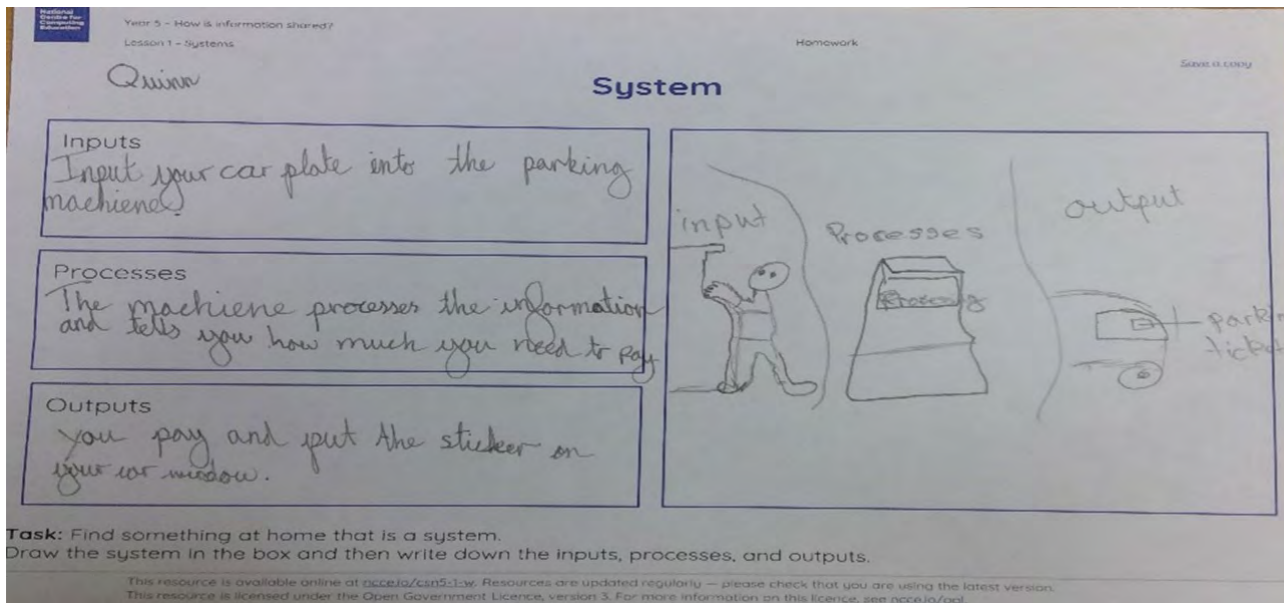 National
Centre for
Computing
Education
Year 5 – How is information shared?
Lesson 1 – Systems
Homework
Save a copy
Quinn
System
Inputs
Input your car plate into the parking
machiene.
Processes
The machiene processes the information
and tells you how much you need to pay
Outputs
you pay and put the sticker on
your car window.
input
Processes
Procesing
output
parkin
ticket
Task: Find something at home that is a system.
Draw the system in the box and then write down the inputs, processes, and outputs.
This resource is available online at ncce.io/csn5-1-w. Resources are updated regularly — please check that you are using the latest version.
This resource is licensed under the Open Government Licence, version 3. For more information on this licence, see ncce.io/ogl.